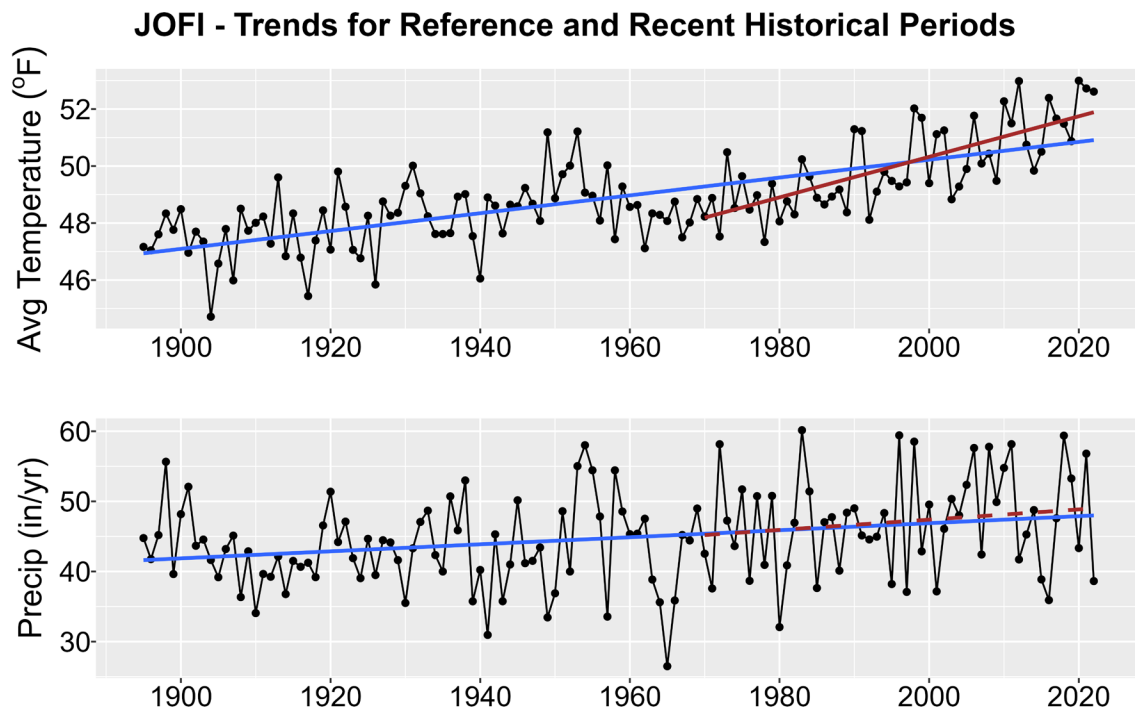 JOFI - Trends for Reference and Recent Historical Periods
Avg Temperature (°F)
52
50
48
46
1900 1920 1940 1960 1980 2000 2020
Precip (in/yr)
60
50
40
30
1900 1920 1940 1960 1980 2000 2020